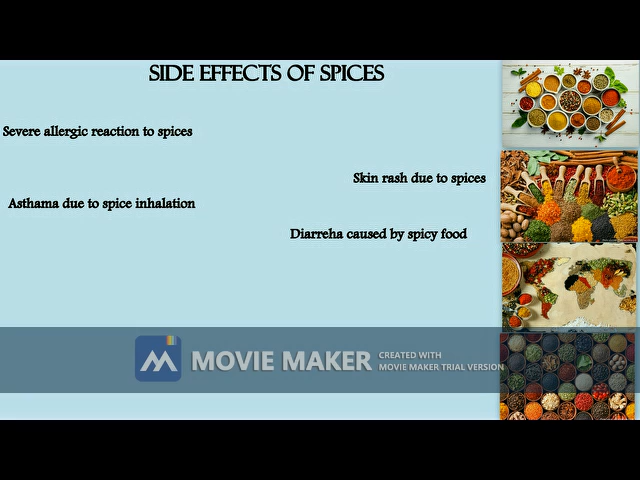 SIDE EFFECTS OF SPICES
Severe allergic reaction to spices
Skin rash due to spices
Asthama due to spice inhalation
Diarreha caused by spicy food
MOVIE MAKER
CREATED WITH
MOVIE MAKER TRIAL VERSION